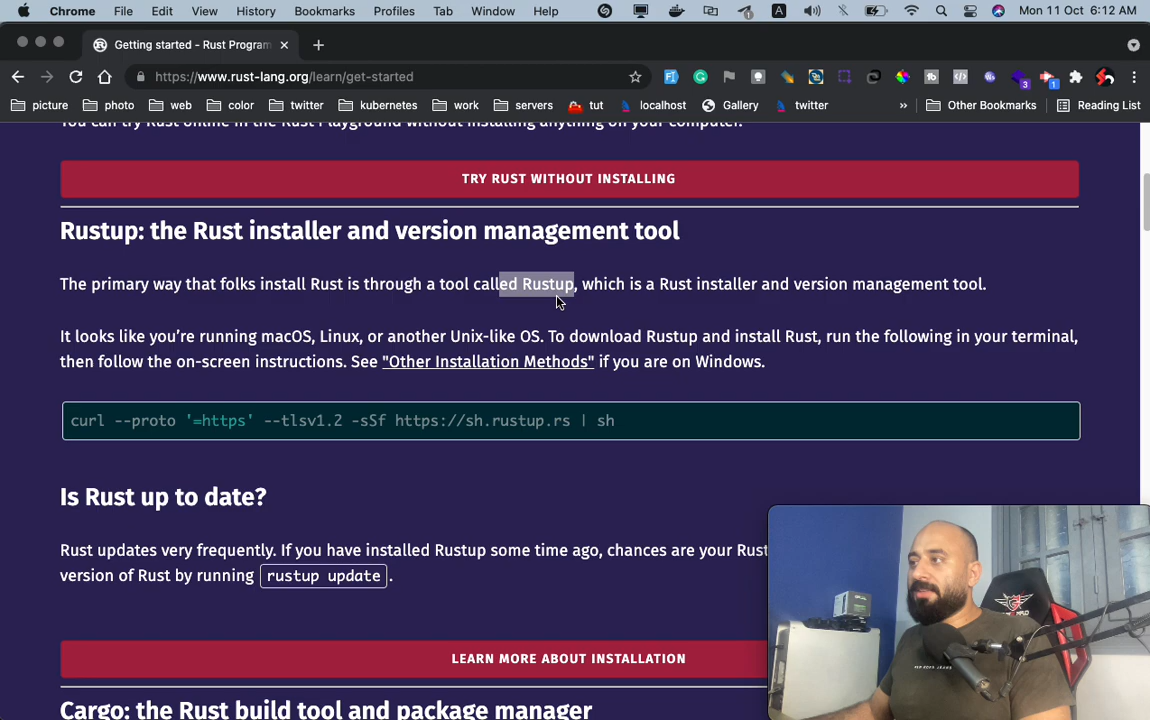 Chrome File Edit View History Bookmarks Profiles Tab Window Help A Mon 11 Oct 6:12 AM
Getting started - Rust Program
https://www.rust-lang.org/learn/get-started
picture photo web color twitter kubernetes work servers tut localhost Gallery twitter » Other Bookmarks Reading List
You can try Rust online in the Rust Playground without installing anything on your computer.
TRY RUST WITHOUT INSTALLING
Rustup: the Rust installer and version management tool
The primary way that folks install Rust is through a tool called Rustup, which is a Rust installer and version management tool.
It looks like you’re running macOS, Linux, or another Unix-like OS. To download Rustup and install Rust, run the following in your terminal,
then follow the on-screen instructions. See "Other Installation Methods" if you are on Windows.
curl --proto '=https' --tlsv1.2 -sSf https://sh.rustup.rs | sh
Is Rust up to date?
Rust updates very frequently. If you have installed Rustup some time ago, chances are your Rust
version of Rust by running rustup update.
LEARN MORE ABOUT INSTALLATION
Cargo: the Rust build tool and package manager